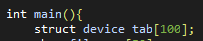 int main(){
struct device tab[100];